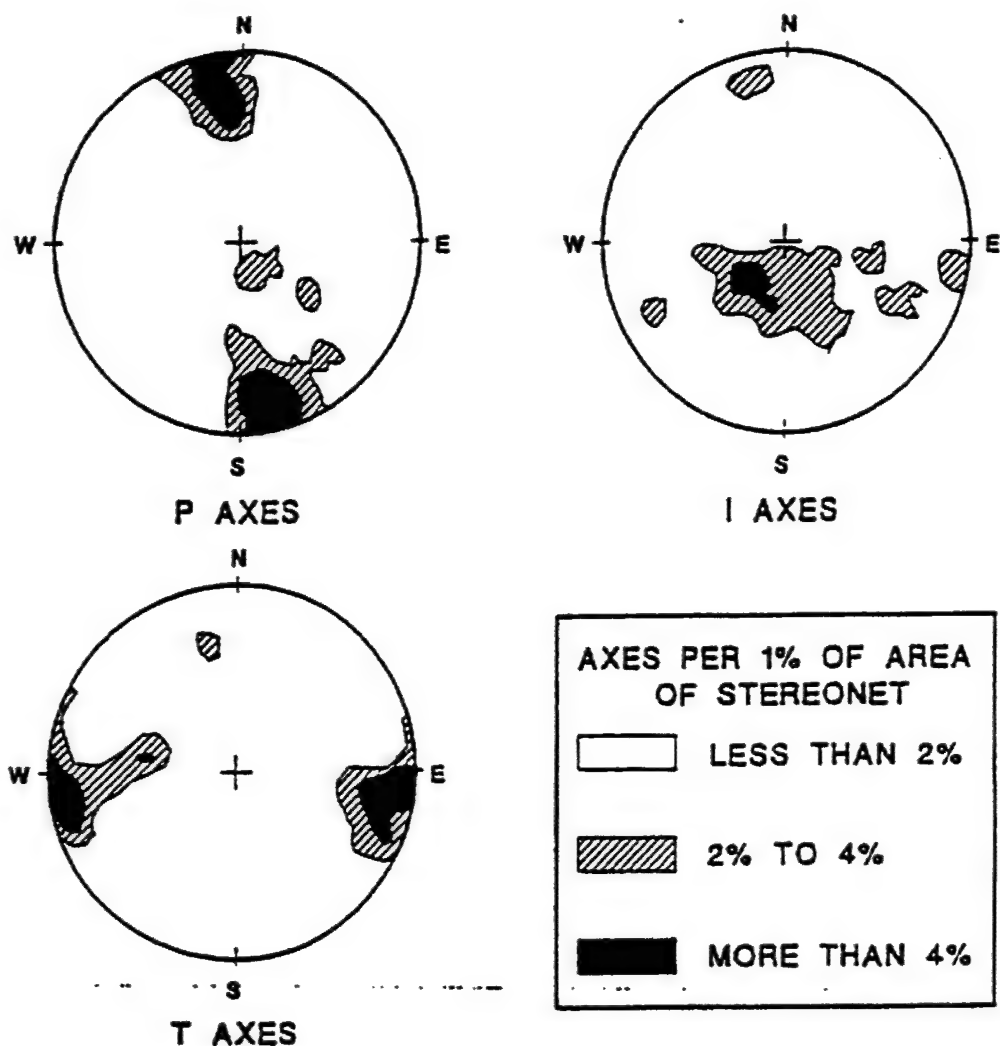 N
W
E
S
P AXES
N
W
E
S
I AXES
N
W
E
S
T AXES
AXES PER 1% OF AREA
OF STEREONET
LESS THAN 2%
2% TO 4%
MORE THAN 4%